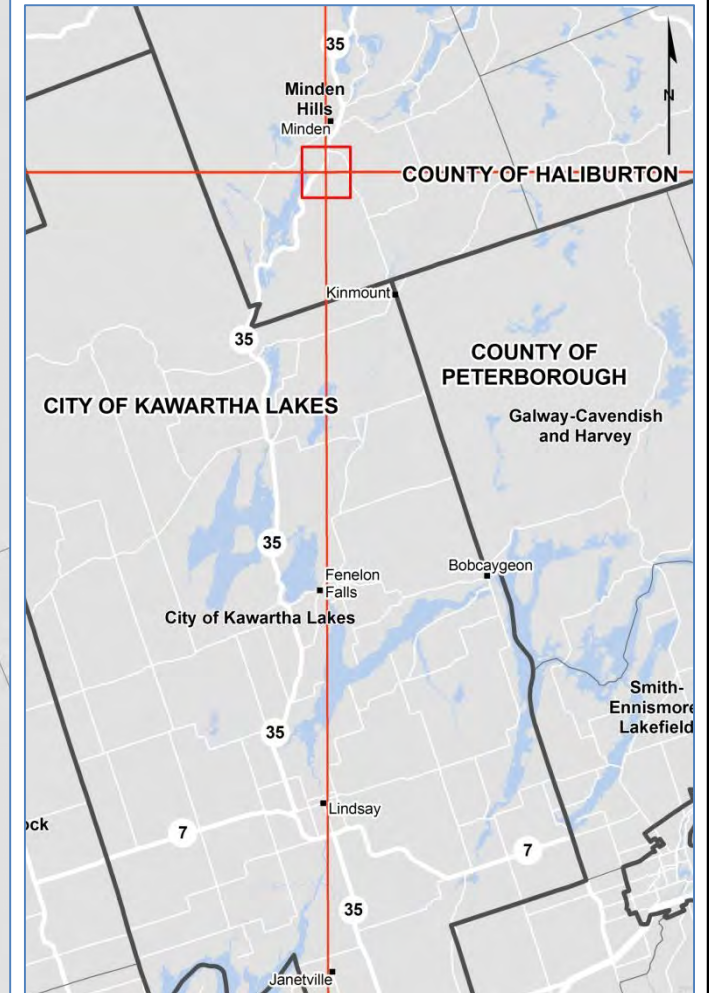 35
Minden
Hills
Minden
N
COUNTY OF HALIBURTON
Kinmount
35
COUNTY OF
PETERBOROUGH
CITY OF KAWARTHA LAKES
Galway-Cavendish
and Harvey
35
Fenelon
Falls
Bobcaygeon
City of Kawartha Lakes
Smith-
Ennismore
Lakefield
35
Lindsay
ock
7
7
35
Janetville